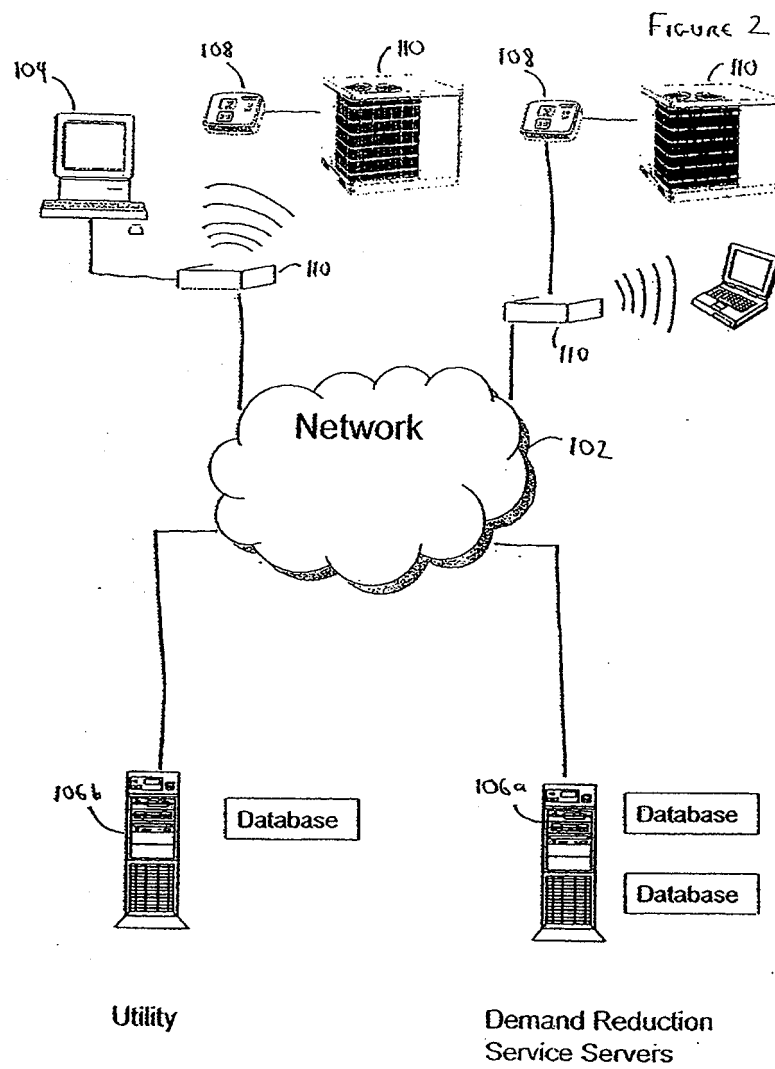 FIGURE 2
104
108
110
108
110
110
110
Network
102
106b
Database
106a
Database
Database
Utility
Demand Reduction
Service Servers